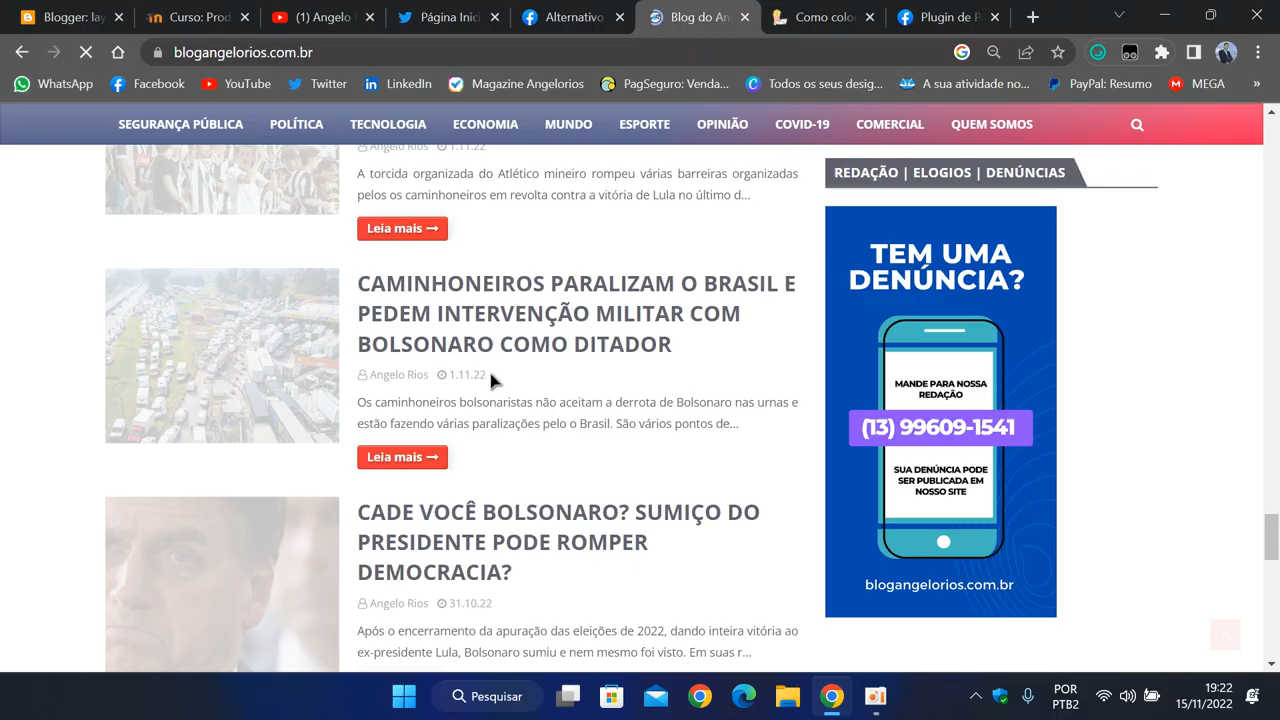 Blogger: lay
Curso: Prod
(1) Angelo R
Página Inici
Alternativo
Blog do An
Como colo
Plugin de P
blogangelorios.com.br
WhatsApp
Facebook
YouTube
Twitter
LinkedIn
Magazine Angelorios
PagSeguro: Venda...
Todos os seus desig...
A sua atividade no...
PayPal: Resumo
MEGA
»
SEGURANÇA PÚBLICA
POLÍTICA
TECNOLOGIA
ECONOMIA
MUNDO
ESPORTE
OPINIÃO
COVID-19
COMERCIAL
QUEM SOMOS
Angelo Rios 1.11.22
A torcida organizada do Atlético mineiro rompeu várias barreiras organizadas
pelos os caminhoneiros em revolta contra a vitória de Lula no último d...
Leia mais
CAMINHONEIROS PARALIZAM O BRASIL E
PEDEM INTERVENÇÃO MILITAR COM
BOLSONARO COMO DITADOR
Angelo Rios 1.11.22
Os caminhoneiros bolsonaristas não aceitam a derrota de Bolsonaro nas urnas e
estão fazendo várias paralizações pelo o Brasil. São vários pontos de...
Leia mais
CADE VOCÊ BOLSONARO? SUMIÇO DO
PRESIDENTE PODE ROMPER
DEMOCRACIA?
Angelo Rios 31.10.22
Após o encerramento da apuração das eleições de 2022, dando inteira vitória ao
ex-presidente Lula, Bolsonaro sumiu e nem mesmo foi visto. Em suas r...
REDAÇÃO | ELOGIOS | DENÚNCIAS
TEM UMA
DENÚNCIA?
MANDE PARA NOSSA
REDAÇÃO
(13) 99609-1541
SUA DENÚNCIA PODE
SER PUBLICADA EM
NOSSO SITE
blogangelorios.com.br
Pesquisar
POR
PTB2
19:22
15/11/2022